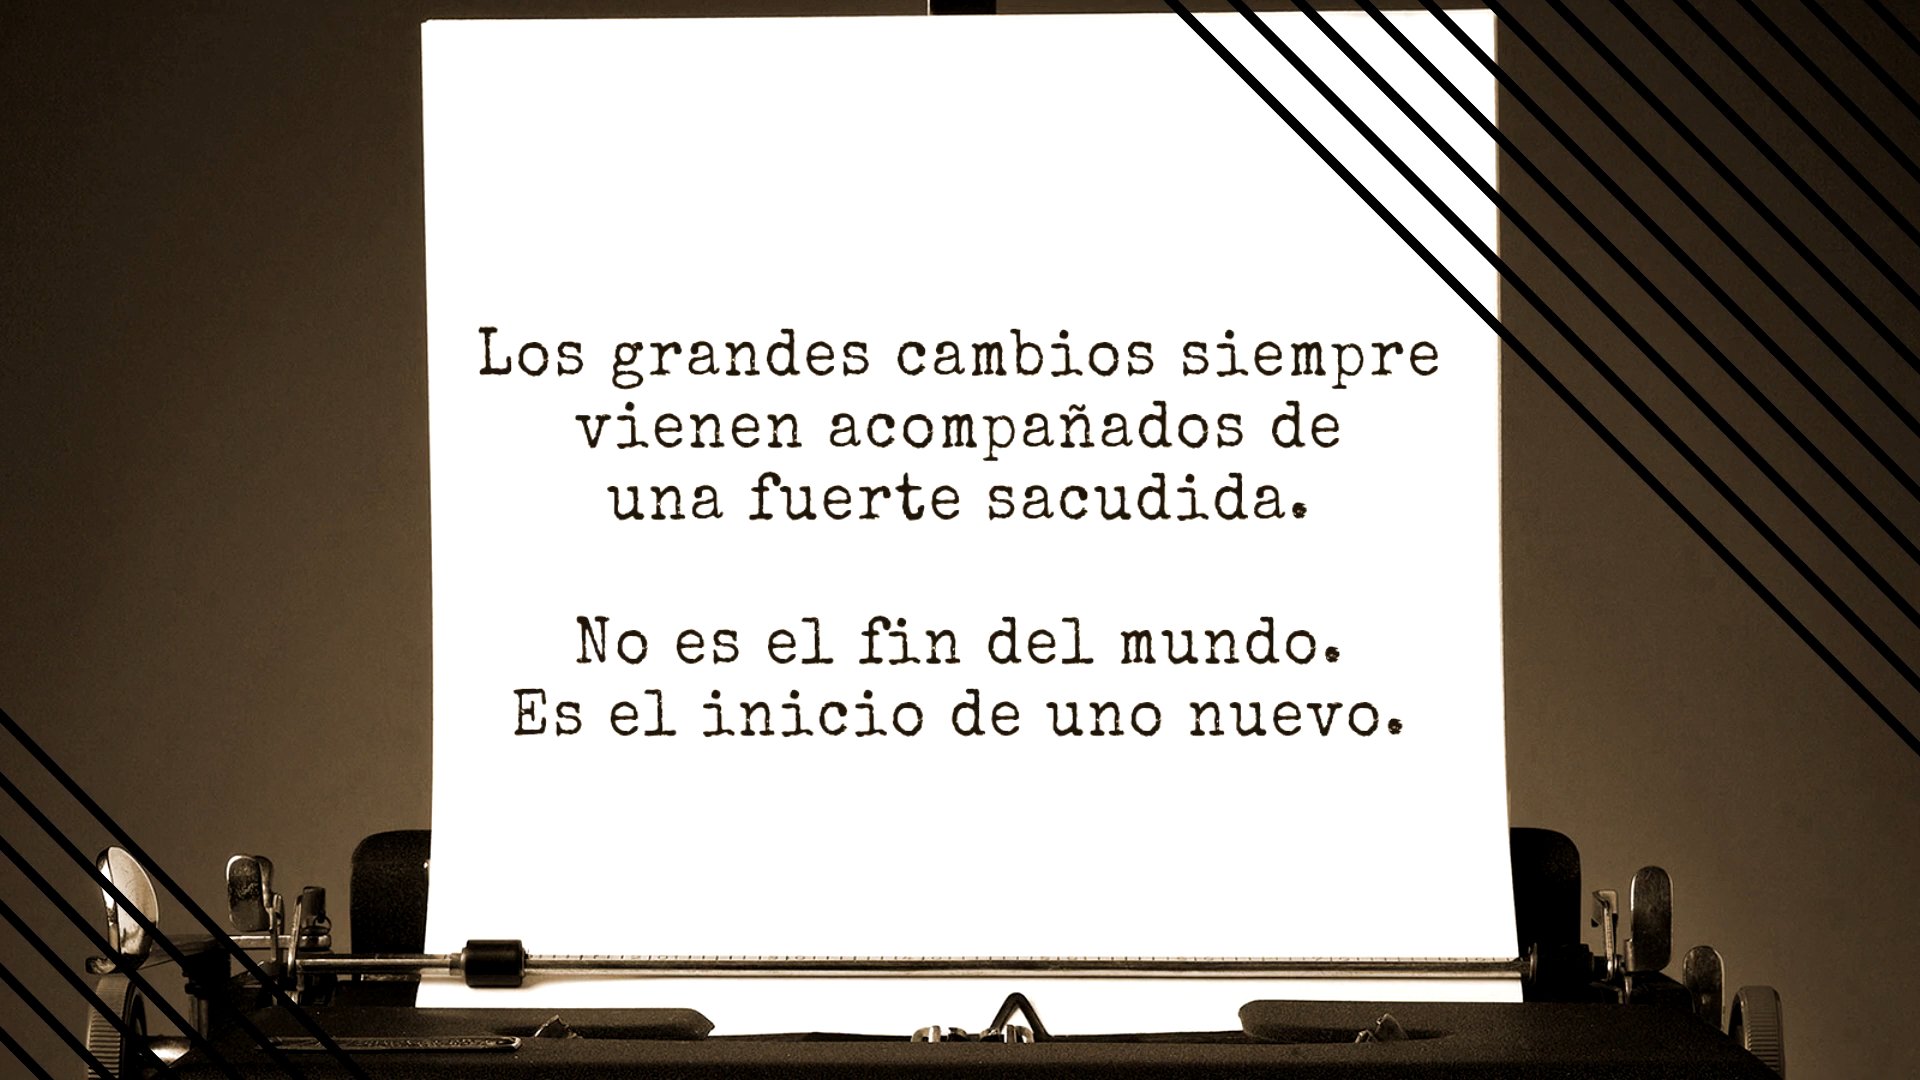 Los grandes cambios siempre
vienen acompañados de
una fuerte sacudida.
No es el fin del mundo.
Es el inicio de uno nuevo.